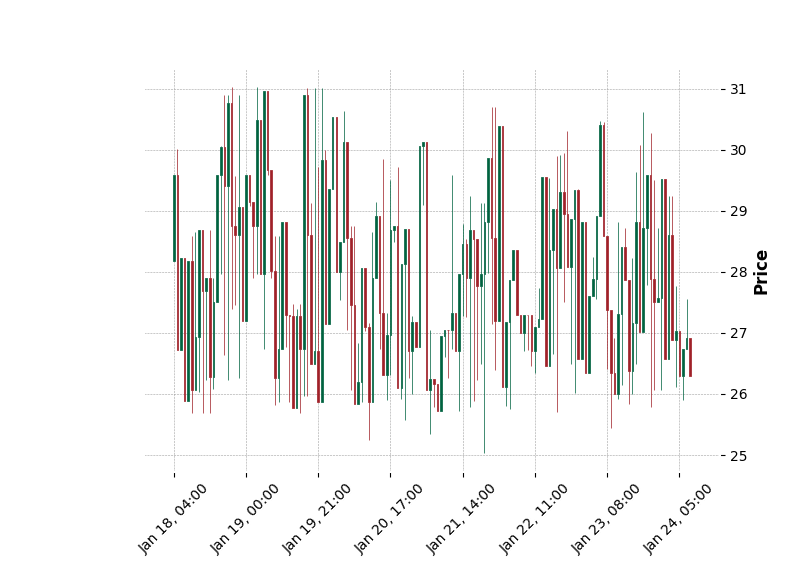 31
30
29
28
27
26
25
Price
Jan 18, 04:00
Jan 19, 00:00
Jan 19, 21:00
Jan 20, 17:00
Jan 21, 14:00
Jan 22, 11:00
Jan 23, 08:00
Jan 24, 05:00